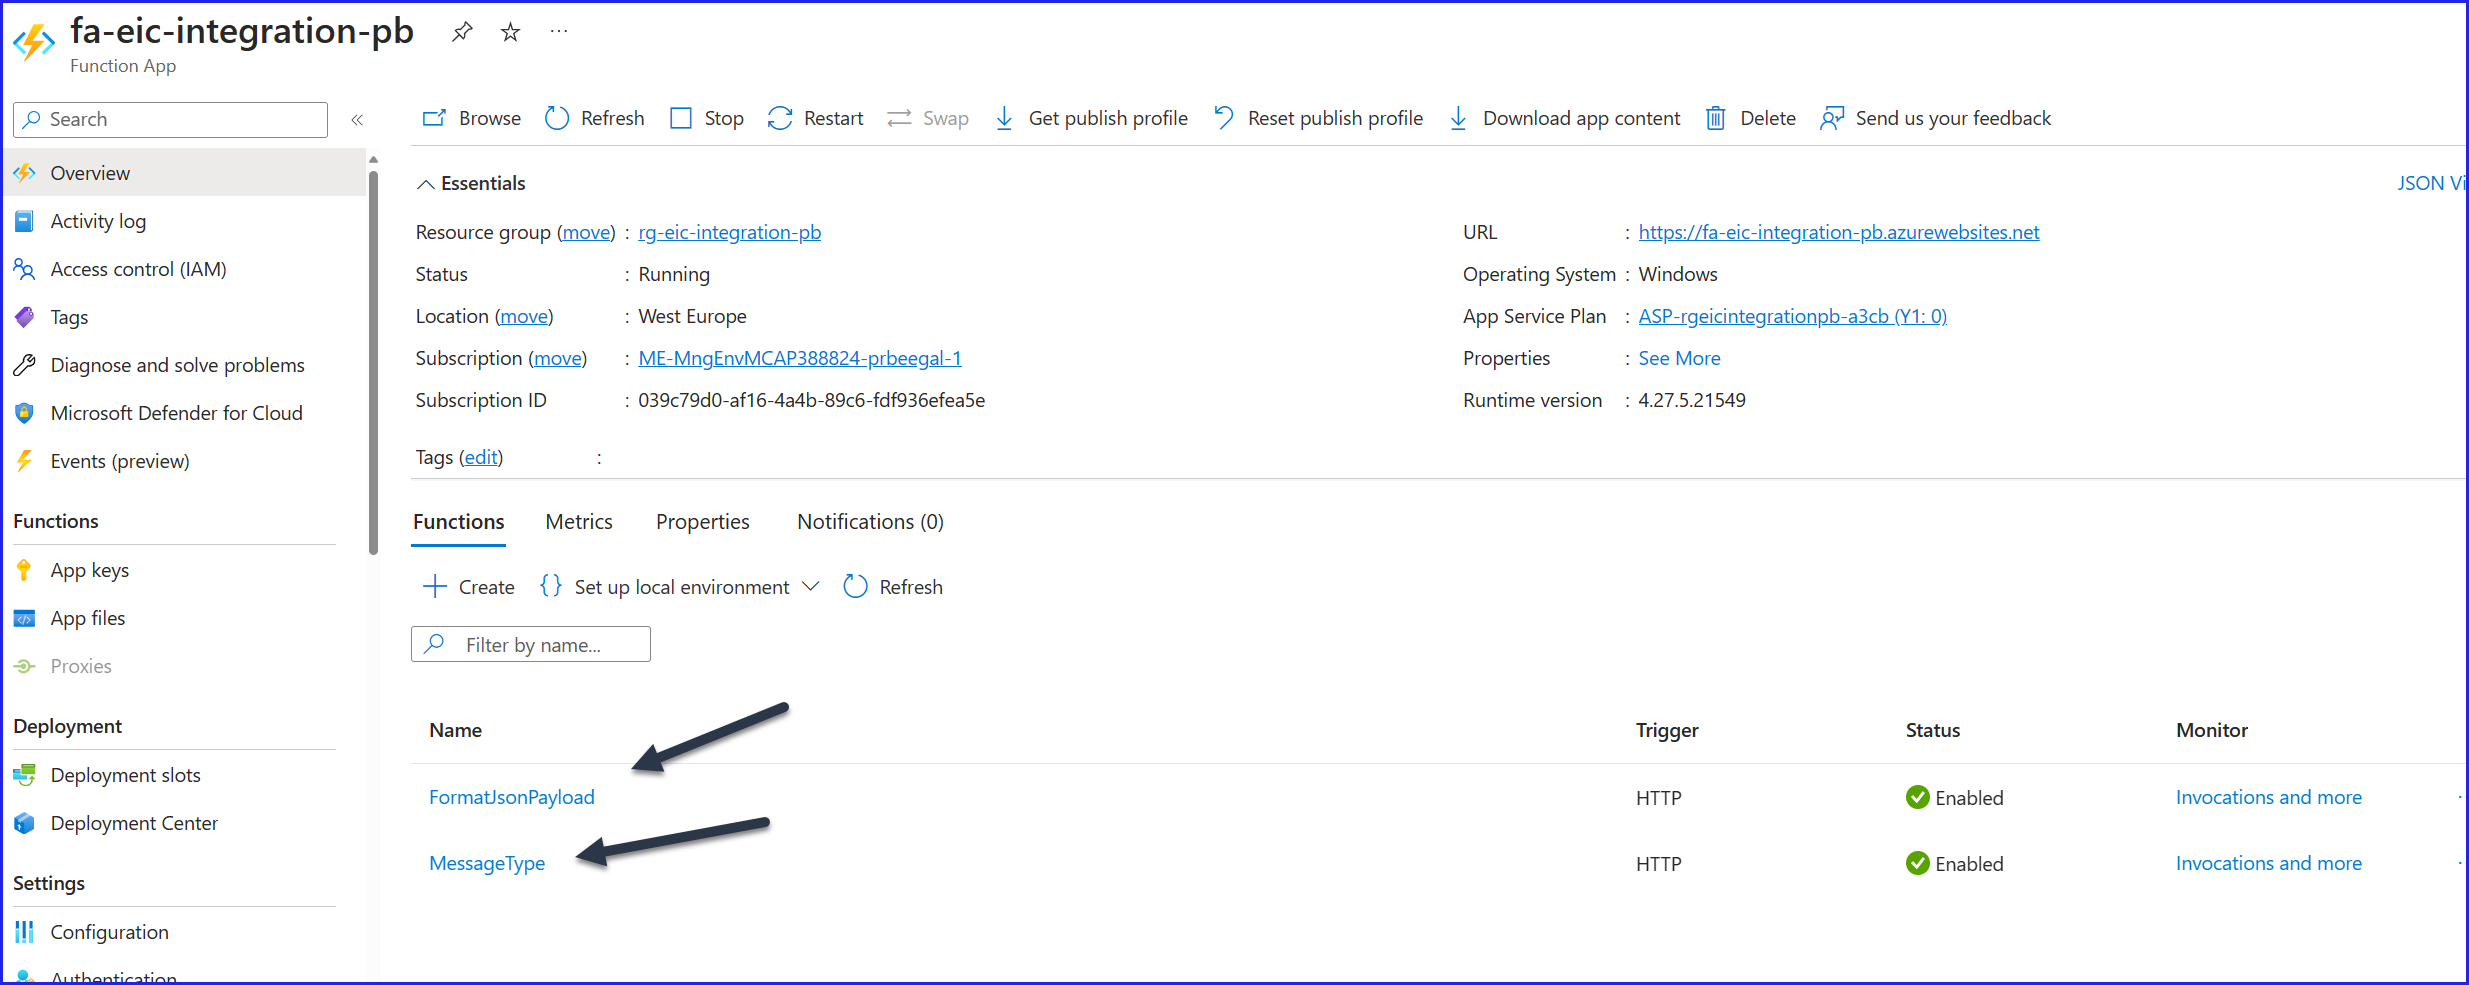 fa-eic-integration-pb
Function App
Search
Browse Refresh Stop Restart Swap Get publish profile Reset publish profile Download app content Delete Send us your feedback
Overview
Activity log
Access control (IAM)
Tags
Diagnose and solve problems
Microsoft Defender for Cloud
Events (preview)
Functions
App keys
App files
Proxies
Deployment
Deployment slots
Deployment Center
Settings
Configuration
Authentication
Essentials
JSON Vi
Resource group (move) : rg-eic-integration-pb
Status : Running
Location (move) : West Europe
Subscription (move) : ME-MngEnvMCAP388824-prbeegal-1
Subscription ID : 039c79d0-af16-4a4b-89c6-fdf936efea5e
Tags (edit) :
URL : https://fa-eic-integration-pb.azurewebsites.net
Operating System : Windows
App Service Plan : ASP-rgeicintegrationpb-a3cb (Y1: 0)
Properties : See More
Runtime version : 4.27.5.21549
Functions Metrics Properties Notifications (0)
Create Set up local environment Refresh
Filter by name...
Name Trigger Status Monitor
FormatJsonPayload HTTP Enabled Invocations and more
MessageType HTTP Enabled Invocations and more